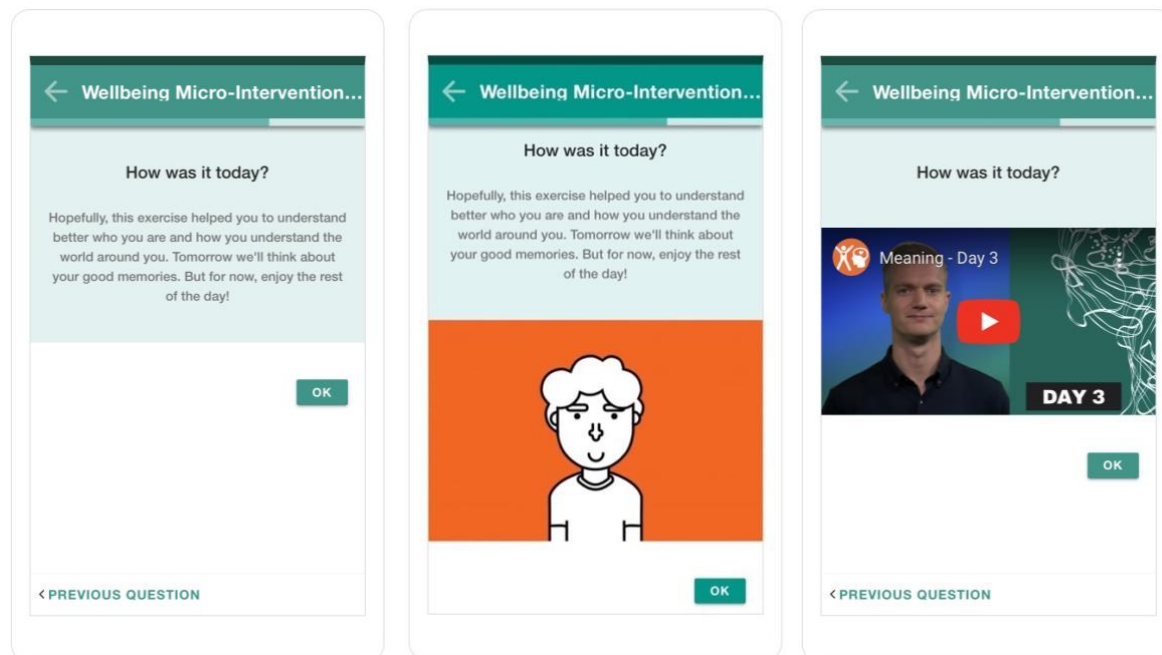 Wellbeing Micro-Intervention...
How was it today?
Hopefully, this exercise helped you to understand
better who you are and how you understand the
world around you. Tomorrow we'll think about
your good memories. But for now, enjoy the rest
of the day!
OK
PREVIOUS QUESTION
Wellbeing Micro-Intervention...
How was it today?
Hopefully, this exercise helped you to understand
better who you are and how you understand the
world around you. Tomorrow we'll think about
your good memories. But for now, enjoy the rest
of the day!
OK
Wellbeing Micro-Intervention...
How was it today?
Meaning - Day 3
DAY 3
OK
PREVIOUS QUESTION